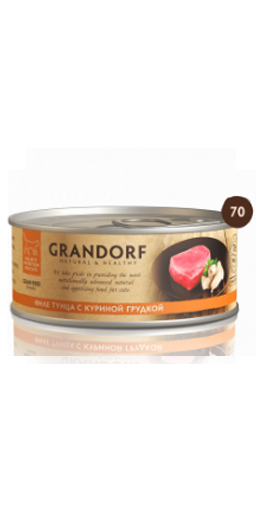 70
GRANDORF
NATURAL & HEALTHY
We take pride in providing the most
nutritionally advanced natural
and appetising food for cats.
ФИЛЕ ТУНЦА С КУРИНОЙ ГРУДКОЙ